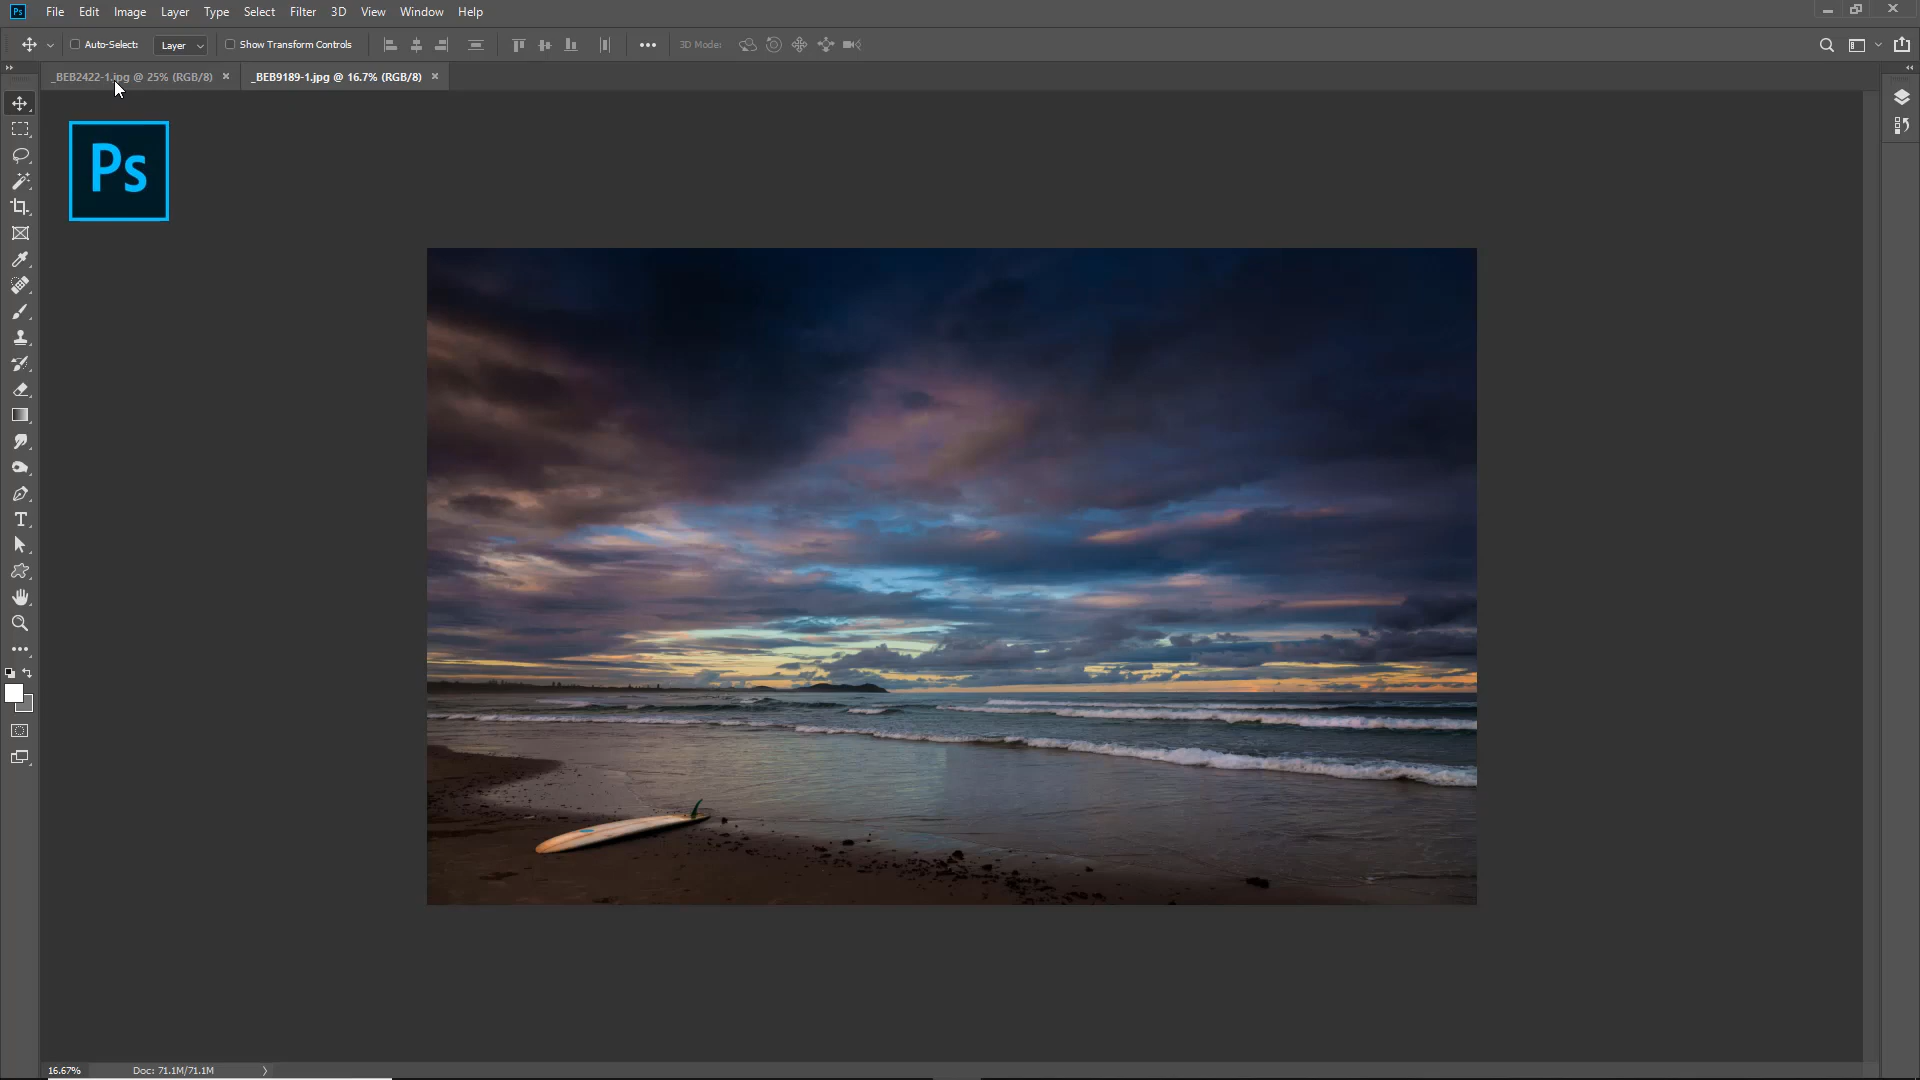 Ps File Edit Image Layer Type Select Filter 3D View Window Help
Auto-Select: Layer Show Transform Controls 3D Mode:
_BEB2422-1.jpg @ 25% (RGB/8) × _BEB9189-1.jpg @ 16.7% (RGB/8) ×
Ps
16.67% Doc: 71.1M/71.1M